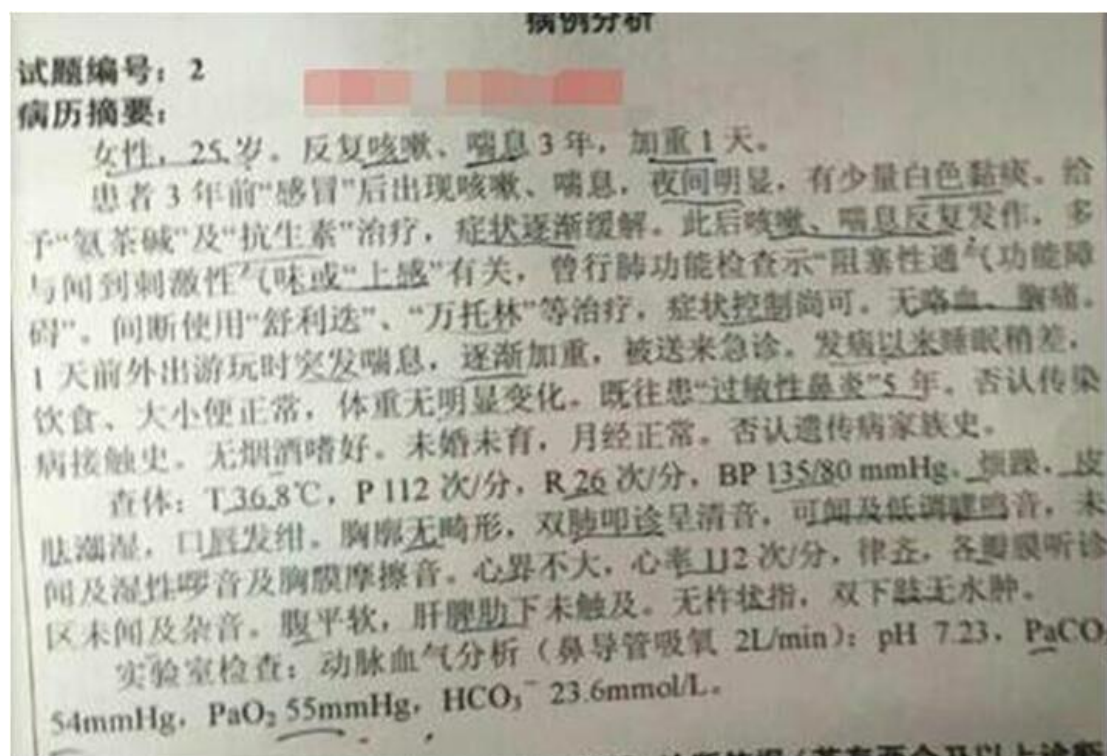 病例分析
试题编号：2
病历摘要：
女性，25岁。反复咳嗽、喘息3年，加重1天。
患者3年前“感冒”后出现咳嗽、喘息，夜间明显，有少量白色黏痰。给
予“氨茶碱”及“抗生素”治疗，症状逐渐缓解。此后咳嗽、喘息反复发作，多
与闻到刺激性气味或“上感”有关，曾行肺功能检查示“阻塞性通气功能障
碍”。间断使用“舒利迭”、“万托林”等治疗，症状控制尚可。无咯血、胸痛。
1天前外出游玩时突发喘息，逐渐加重，被送来急诊。发病以来睡眠稍差，
饮食、大小便正常，体重无明显变化。既往患“过敏性鼻炎”5年。否认传染
病接触史。无烟酒嗜好。未婚未育，月经正常。否认遗传病家族史。
查体：T 36.8℃，P 112次/分，R 26次/分，BP 135/80 mmHg。烦躁，皮
肤潮湿，口唇发绀。胸廓无畸形，双肺叩诊呈清音，可闻及低调哮鸣音，未
闻及湿性啰音及胸膜摩擦音。心界不大，心率112次/分，律齐，各瓣膜听诊
区未闻及杂音。腹平软，肝脾肋下未触及。无杵状指，双下肢无水肿。
实验室检查：动脉血气分析（鼻导管吸氧 2L/min）：pH 7.23，PaCO
54mmHg，PaO₂ 55mmHg，HCO₃⁻ 23.6mmol/L。